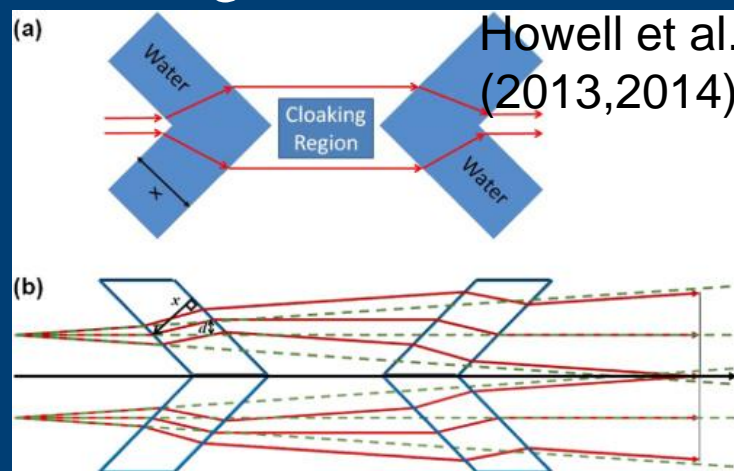 (a)
Howell et al.
(2013,2014)
Water
Cloaking
Region
x
Water
(b)
x
d